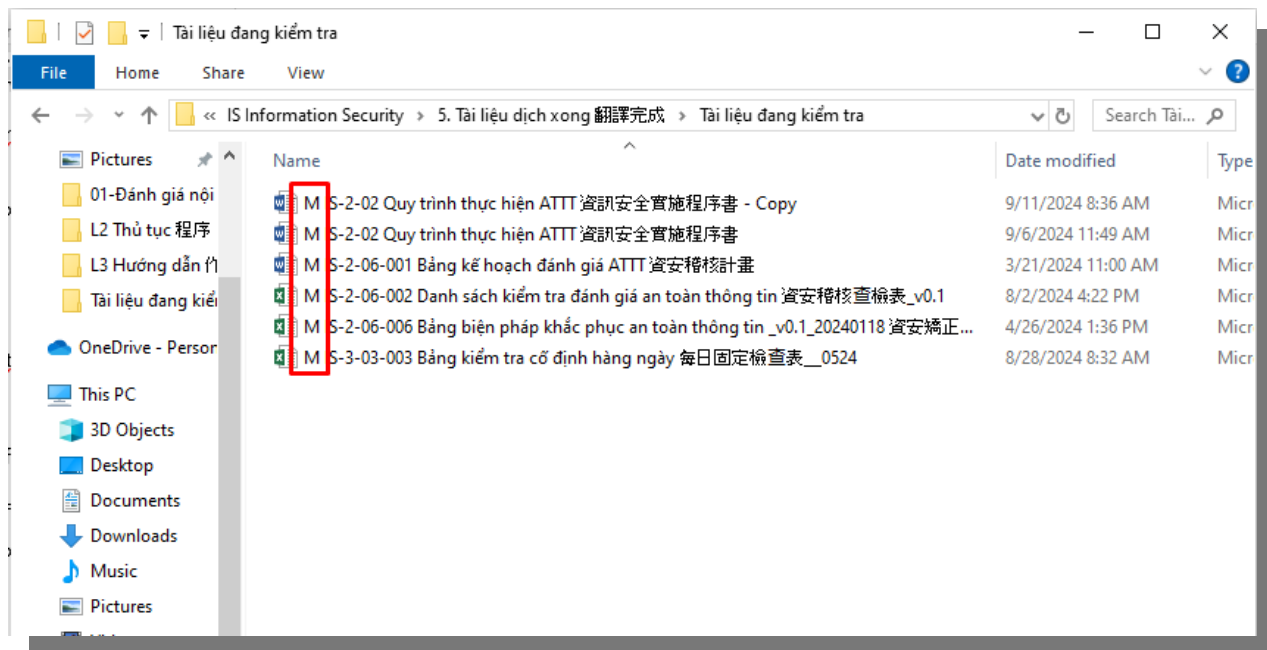 Tài liệu đang kiểm tra
File Home Share View
« IS Information Security › 5. Tài liệu dịch xong 翻譯完成 › Tài liệu đang kiểm tra
Search Tài...
Name Date modified Type
Pictures
01-Đánh giá nội
L2 Thủ tục 程序
L3 Hướng dẫn
Tài liệu đang
OneDrive - Person
This PC
3D Objects
Desktop
Documents
Downloads
Music
Pictures
M S-2-02 Quy trình thực hiện ATTT 資訊安全實施程序書 - Copy 9/11/2024 8:36 AM Micr
M S-2-02 Quy trình thực hiện ATTT 資訊安全實施程序書 9/6/2024 11:49 AM Micr
M S-2-06-001 Bảng kế hoạch đánh giá ATTT 資安稽核計畫 3/21/2024 11:00 AM Micr
M S-2-06-002 Danh sách kiểm tra đánh giá an toàn thông tin 資安稽核查檢表_v0.1 8/2/2024 4:22 PM Micr
M S-2-06-006 Bảng biện pháp khắc phục an toàn thông tin _v0.1_20240118 資安矯正... 4/26/2024 1:36 PM Micr
M S-3-03-003 Bảng kiểm tra cố định hàng ngày 每日固定檢查表__0524 8/28/2024 8:32 AM Micr